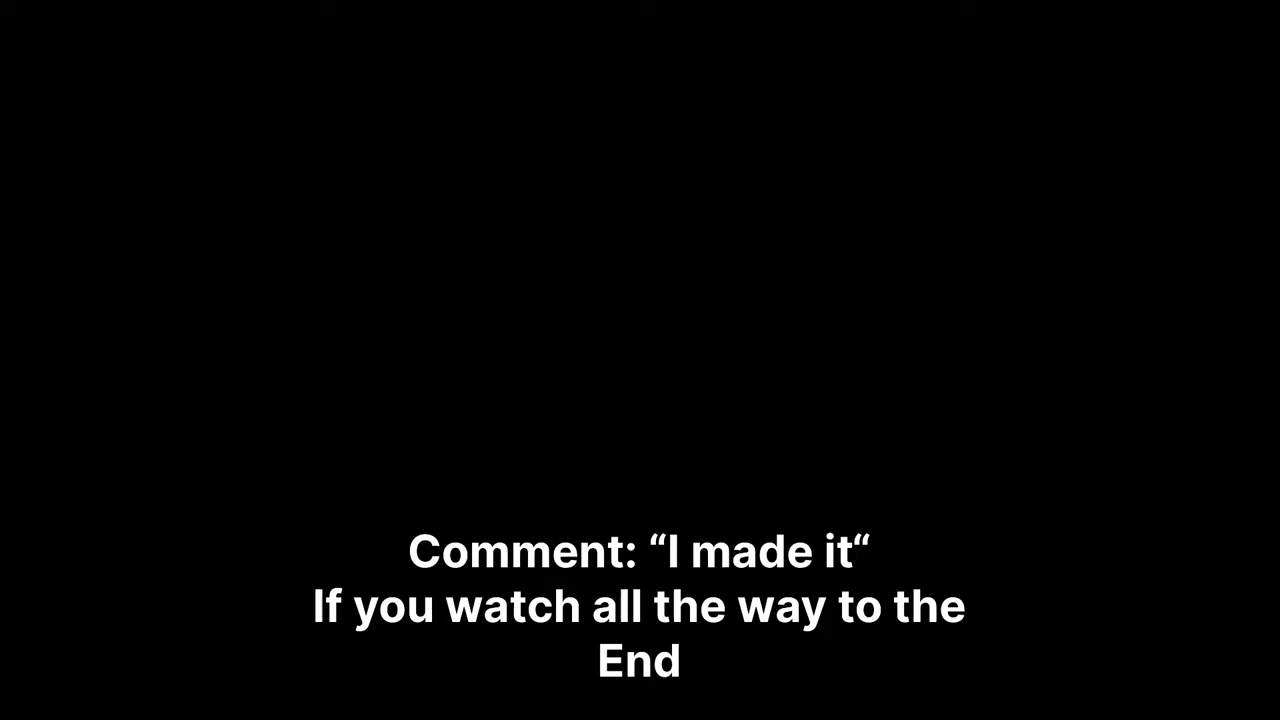 Comment: “I made it“
If you watch all the way to the
End